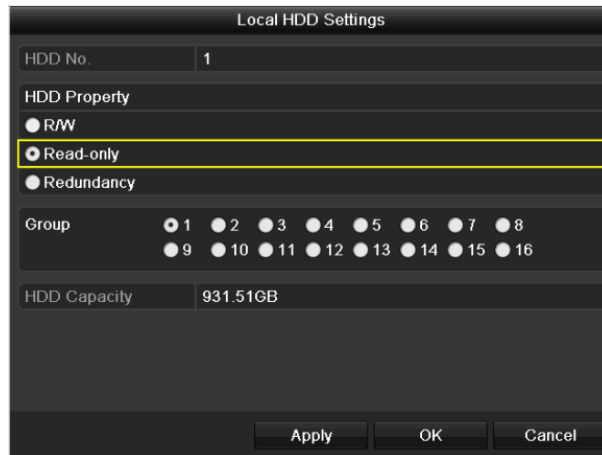 Local HDD Settings
HDD No. 1
HDD Property
R/W
Read-only
Redundancy
Group 1 2 3 4 5 6 7 8
9 10 11 12 13 14 15 16
HDD Capacity 931.51GB
Apply OK Cancel